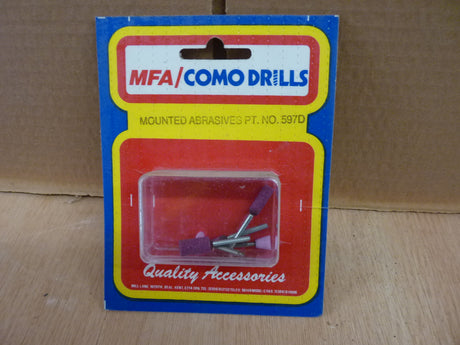 MFA/COMO DRILLS
MOUNTED ABRASIVES PT. NO. 597D
Quality Accessories